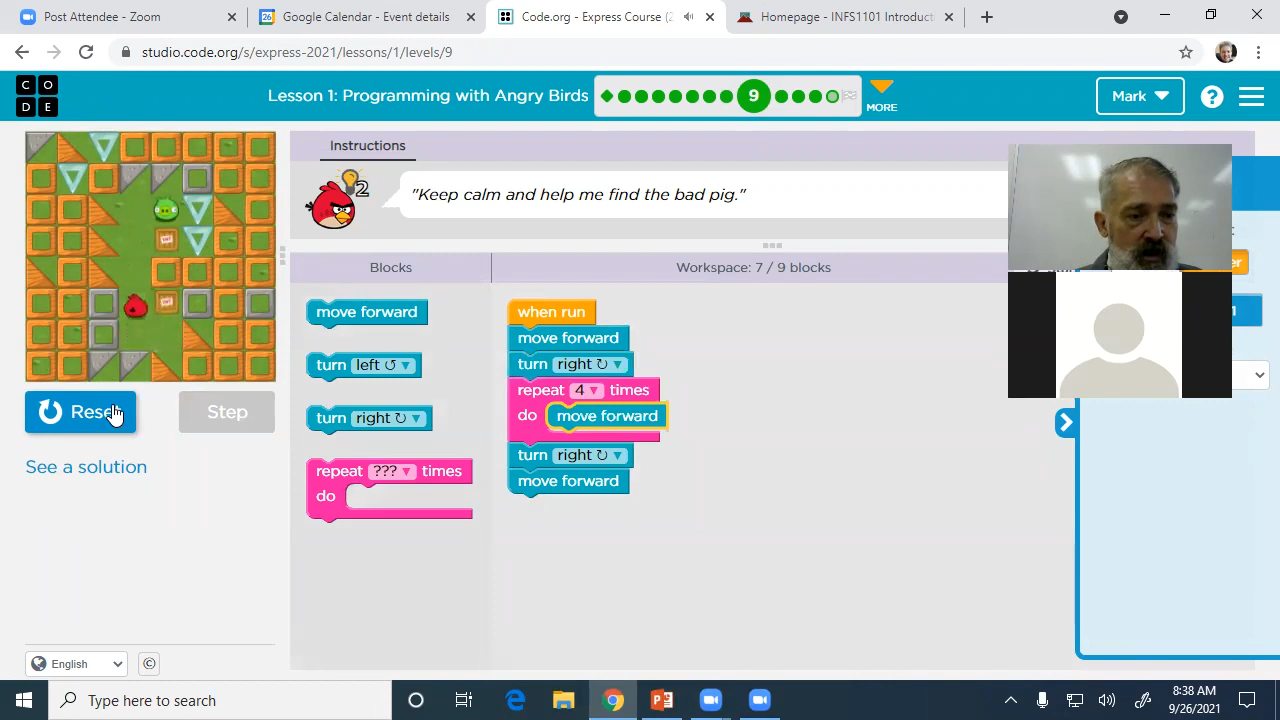 Post Attendee - Zoom
Google Calendar - Event details
Code.org - Express Course (2
Homepage - INFS1101 Introduct
studio.code.org/s/express-2021/lessons/1/levels/9
C O
D E
Lesson 1: Programming with Angry Birds
9
MORE
Mark
?
Instructions
2
"Keep calm and help me find the bad pig."
Blocks
Workspace: 7 / 9 blocks
move forward
turn left
turn right
repeat ??? times
do
when run
move forward
turn right
repeat 4 times
do move forward
turn right
move forward
Step
See a solution
English
©
Type here to search
8:38 AM
9/26/2021